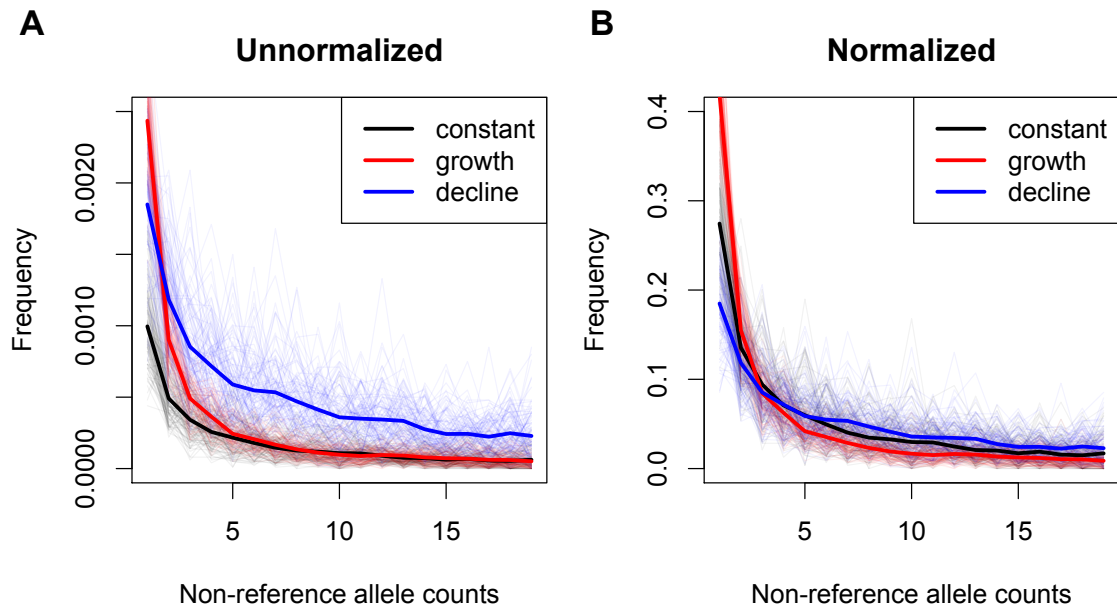 A
Unnormalized
constant
growth
decline
Frequency
0.0000
0.0010
0.0020
5
10
15
Non-reference allele counts
B
Normalized
constant
growth
decline
Frequency
0.0
0.1
0.2
0.3
0.4
5
10
15
Non-reference allele counts